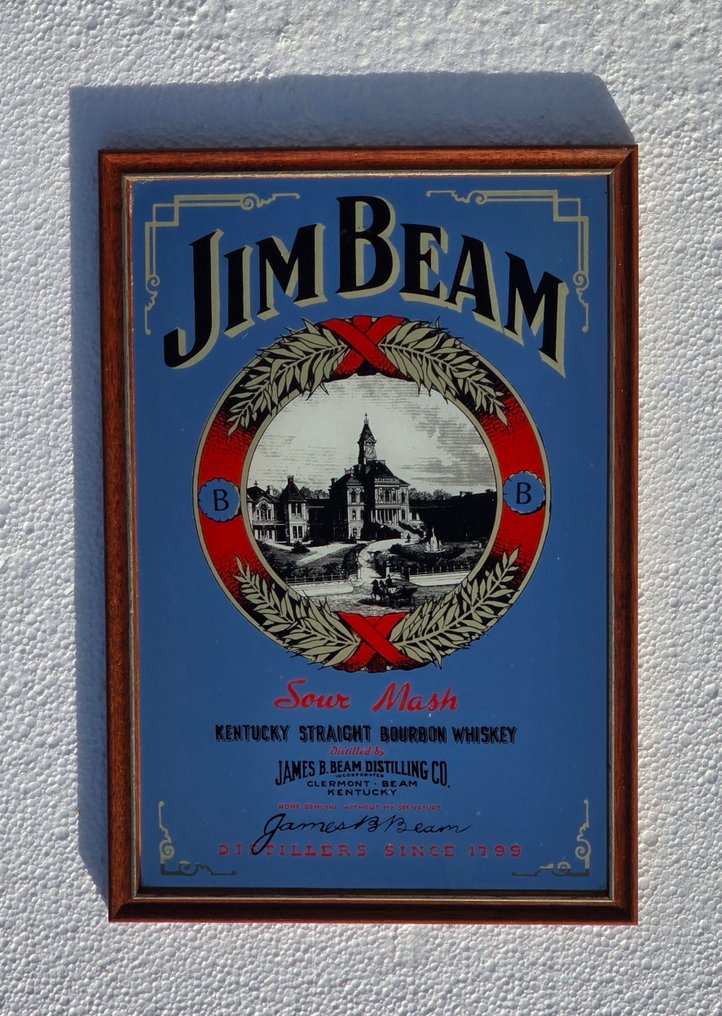 JIM BEAM
B B
Sour Mash
KENTUCKY STRAIGHT BOURBON WHISKEY
Distilled by
JAMES B. BEAM DISTILLING CO.
INCORPORATED
CLERMONT · BEAM
KENTUCKY
NONE GENUINE WITHOUT MY SIGNATURE
James B Beam
DISTILLERS SINCE 1799